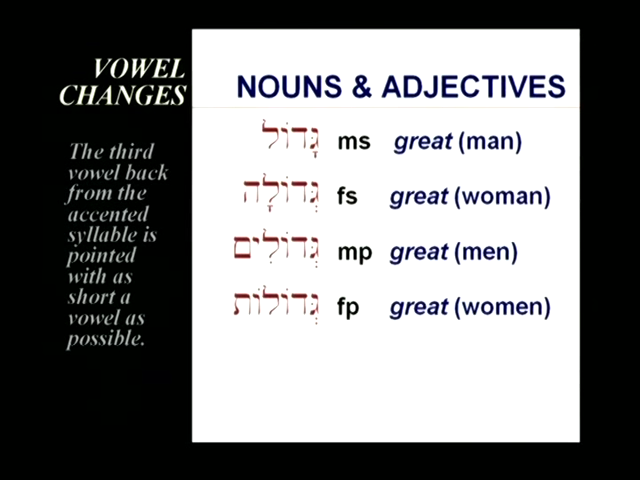 VOWEL
CHANGES
The third
vowel back
from the
accented
syllable is
pointed
with as
short a
vowel as
possible.
NOUNS & ADJECTIVES
גָּדוֹל ms great (man)
גְּדוֹלָה fs great (woman)
גְּדוֹלִים mp great (men)
גְּדוֹלוֹת fp great (women)